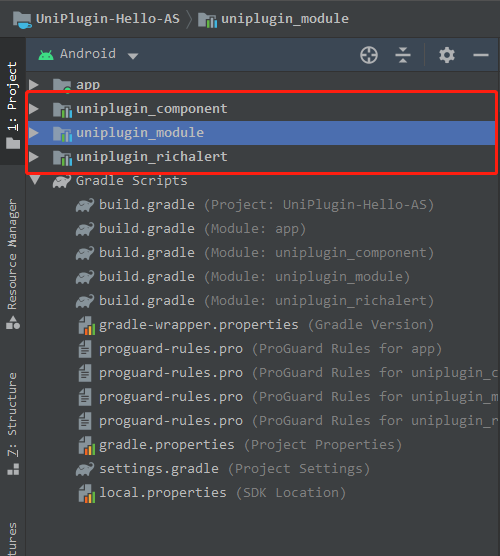 UniPlugin-Hello-AS uniplugin_module
Android
app
uniplugin_component
uniplugin_module
uniplugin_richalert
Gradle Scripts
build.gradle (Project: UniPlugin-Hello-AS)
build.gradle (Module: app)
build.gradle (Module: uniplugin_component)
build.gradle (Module: uniplugin_module)
build.gradle (Module: uniplugin_richalert)
gradle-wrapper.properties (Gradle Version)
proguard-rules.pro (ProGuard Rules for app)
proguard-rules.pro (ProGuard Rules for uniplugin_c
proguard-rules.pro (ProGuard Rules for uniplugin_m
proguard-rules.pro (ProGuard Rules for uniplugin_r
gradle.properties (Project Properties)
settings.gradle (Project Settings)
local.properties (SDK Location)
1: Project
Resource Manager
Z: Structure
tures